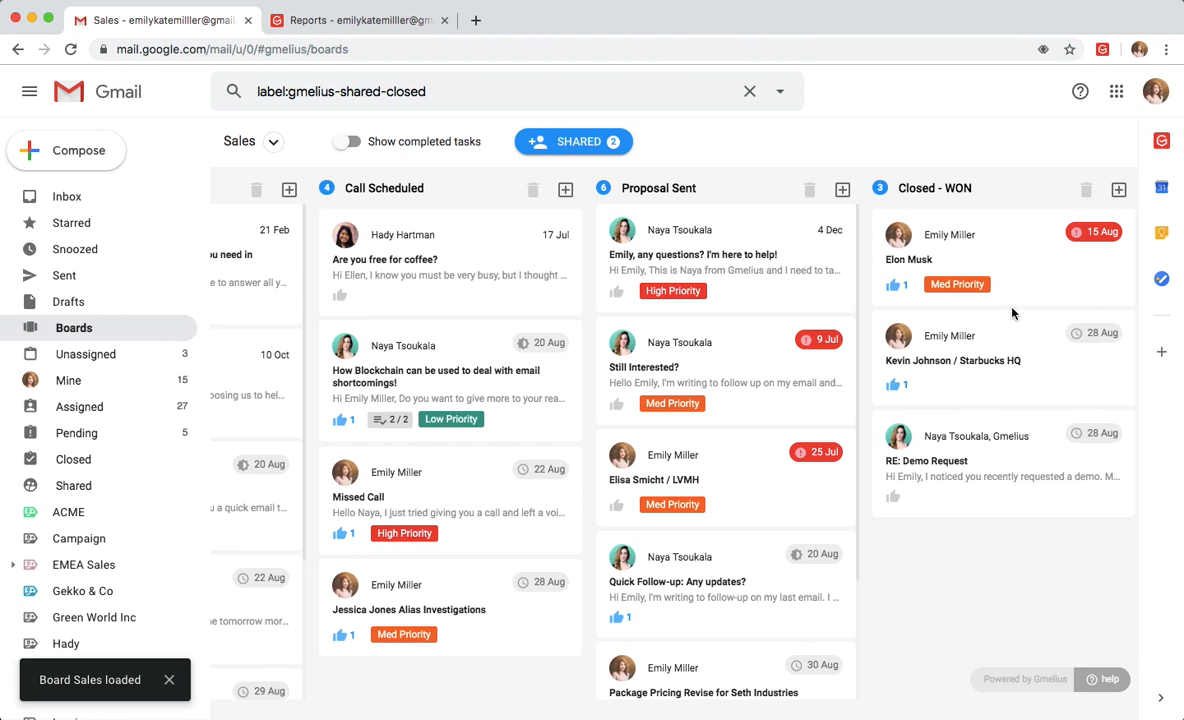 Sales - emilykatemilller@gmail.
Reports - emilykatemilller@gm
mail.google.com/mail/u/0/#gmelius/boards
Gmail
label:gmelius-shared-closed
Compose
Inbox
Starred
Snoozed
Sent
Drafts
Boards
Unassigned 3
Mine 15
Assigned 27
Pending 5
Closed
Shared
ACME
Campaign
EMEA Sales
Gekko & Co
Green World Inc
Hady
Board Sales loaded
Sales
Show completed tasks
SHARED 2
21 Feb
u need in
e to answer all y...
10 Oct
posing us to hel...
20 Aug
u a quick email t...
22 Aug
e tomorrow mor...
29 Aug
4 Call Scheduled
Hady Hartman 17 Jul
Are you free for coffee?
Hi Ellen, I know you must be very busy, but I thought ...
Naya Tsoukala 20 Aug
How Blockchain can be used to deal with email
shortcomings!
Hi Emily Miller, Do you want to give more to your rea...
1 2 / 2 Low Priority
Emily Miller 22 Aug
Missed Call
Hello Naya, I just tried giving you a call and left a voi...
1 High Priority
Emily Miller 28 Aug
Jessica Jones Alias Investigations
1 Med Priority
6 Proposal Sent
Naya Tsoukala 4 Dec
Emily, any questions? I'm here to help!
Hi Emily, This is Naya from Gmelius and I need to ta...
High Priority
Naya Tsoukala 9 Jul
Still Interested?
Hello Emily, I'm writing to follow up on my email and...
Med Priority
Emily Miller 25 Jul
Elisa Smicht / LVMH
Med Priority
Naya Tsoukala 20 Aug
Quick Follow-up: Any updates?
Hi Emily, I'm writing to follow-up on my last email. I ...
1
Emily Miller 30 Aug
Package Pricing Revise for Seth Industries
3 Closed - WON
Emily Miller 15 Aug
Elon Musk
1 Med Priority
Emily Miller 28 Aug
Kevin Johnson / Starbucks HQ
1
Naya Tsoukala, Gmelius 28 Aug
RE: Demo Request
Hi Emily, I noticed you recently requested a demo. M...
Powered by Gmelius help